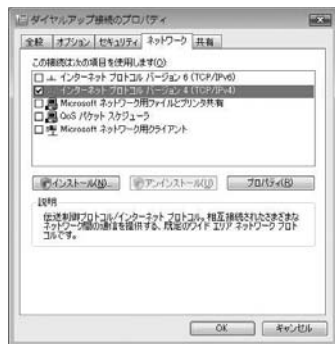 ダイヤルアップ接続のプロパティ
全般 オプション セキュリティ ネットワーク 共有
この接続は次の項目を使用します(O):
インターネット プロトコル バージョン 6 (TCP/IPv6)
インターネット プロトコル バージョン 4 (TCP/IPv4)
Microsoft ネットワーク用ファイルとプリンタ共有
QoS パケット スケジューラ
Microsoft ネットワーク用クライアント
インストール(N)... アンインストール(U) プロパティ(R)
説明
伝送制御プロトコル/インターネット プロトコル。相互接続されたさまざまな
ネットワーク間の通信を提供する、既定のワイド エリア ネットワーク プロト
コルです。
OK キャンセル